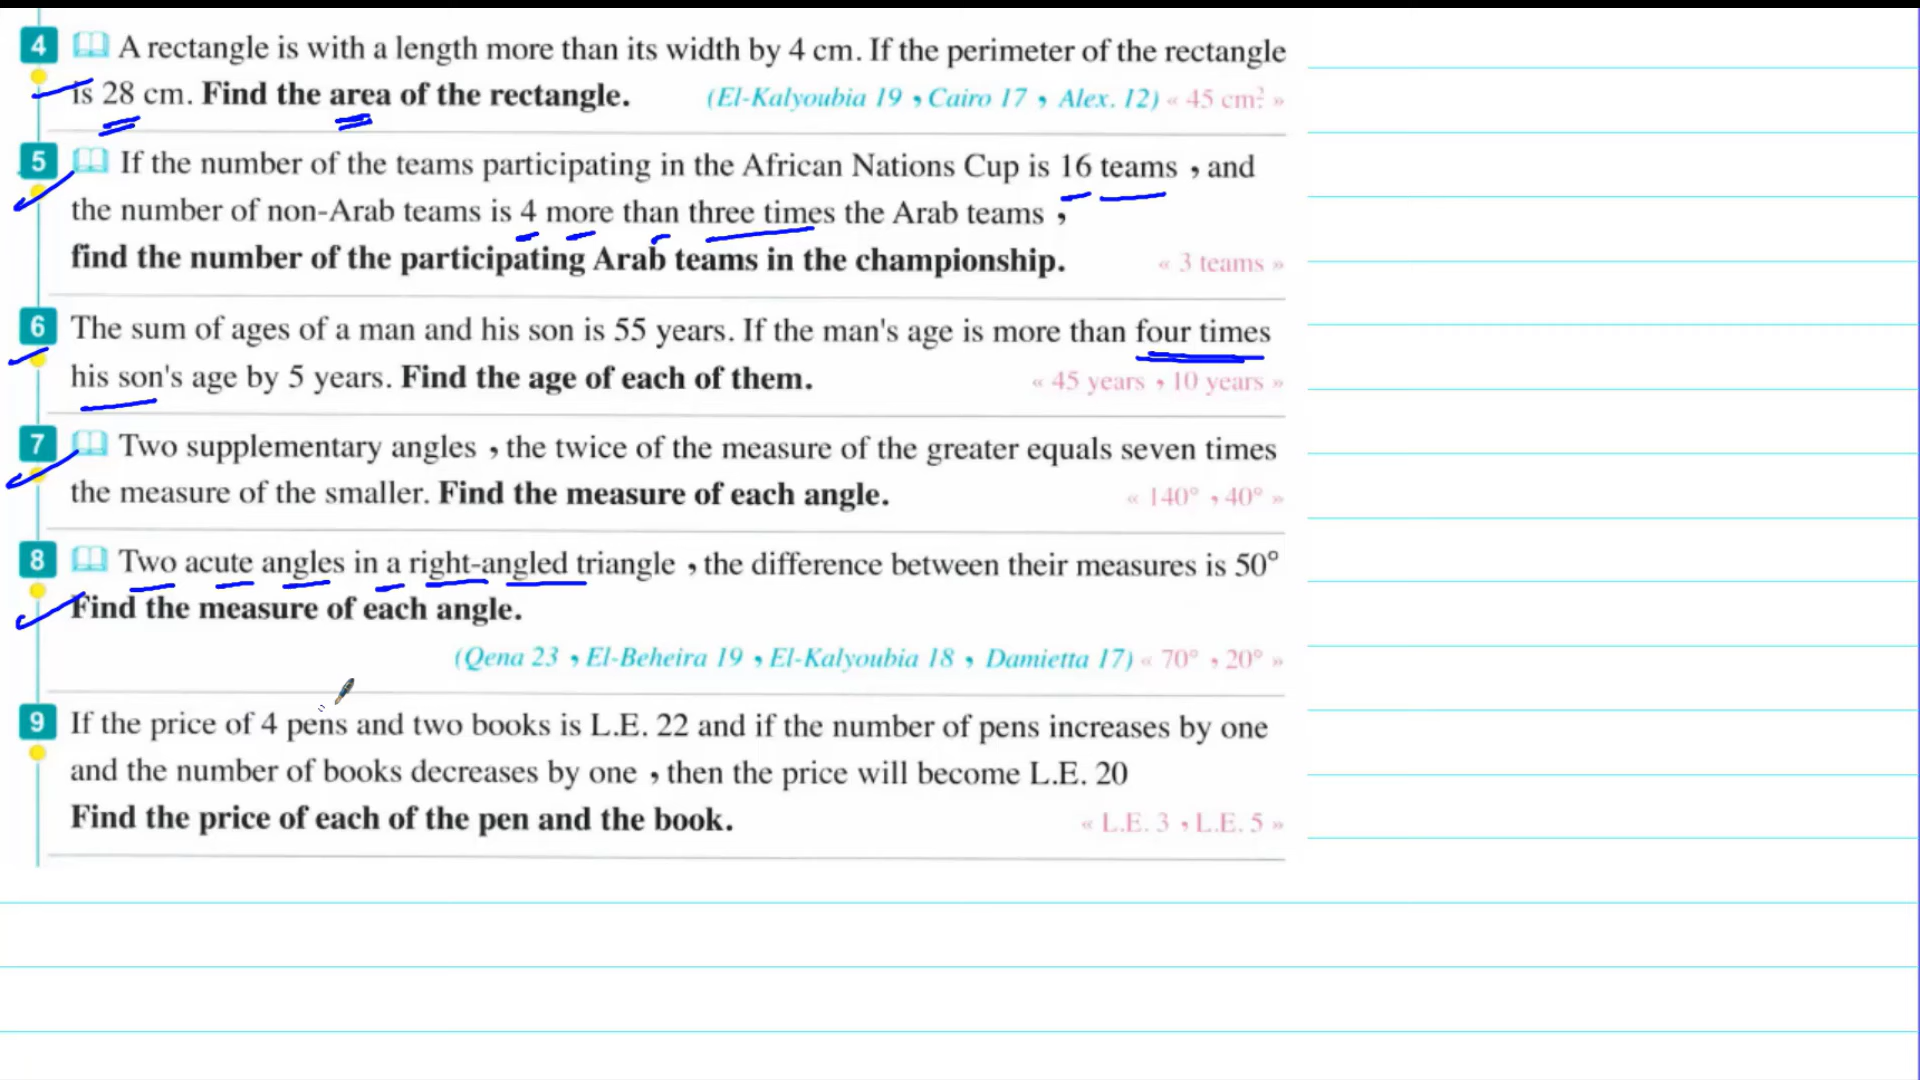 4 A rectangle is with a length more than its width by 4 cm. If the perimeter of the rectangle
is 28 cm. Find the area of the rectangle. (El-Kalyoubia 19 , Cairo 17 , Alex. 12) « 45 cm² »
5 If the number of the teams participating in the African Nations Cup is 16 teams , and
the number of non-Arab teams is 4 more than three times the Arab teams ,
find the number of the participating Arab teams in the championship. « 3 teams »
6 The sum of ages of a man and his son is 55 years. If the man's age is more than four times
his son's age by 5 years. Find the age of each of them. « 45 years , 10 years »
7 Two supplementary angles , the twice of the measure of the greater equals seven times
the measure of the smaller. Find the measure of each angle. « 140° , 40° »
8 Two acute angles in a right-angled triangle , the difference between their measures is 50°
Find the measure of each angle.
(Qena 23 , El-Beheira 19 , El-Kalyoubia 18 , Damietta 17) « 70° , 20° »
9 If the price of 4 pens and two books is L.E. 22 and if the number of pens increases by one
and the number of books decreases by one , then the price will become L.E. 20
Find the price of each of the pen and the book. « L.E. 3 , L.E. 5 »